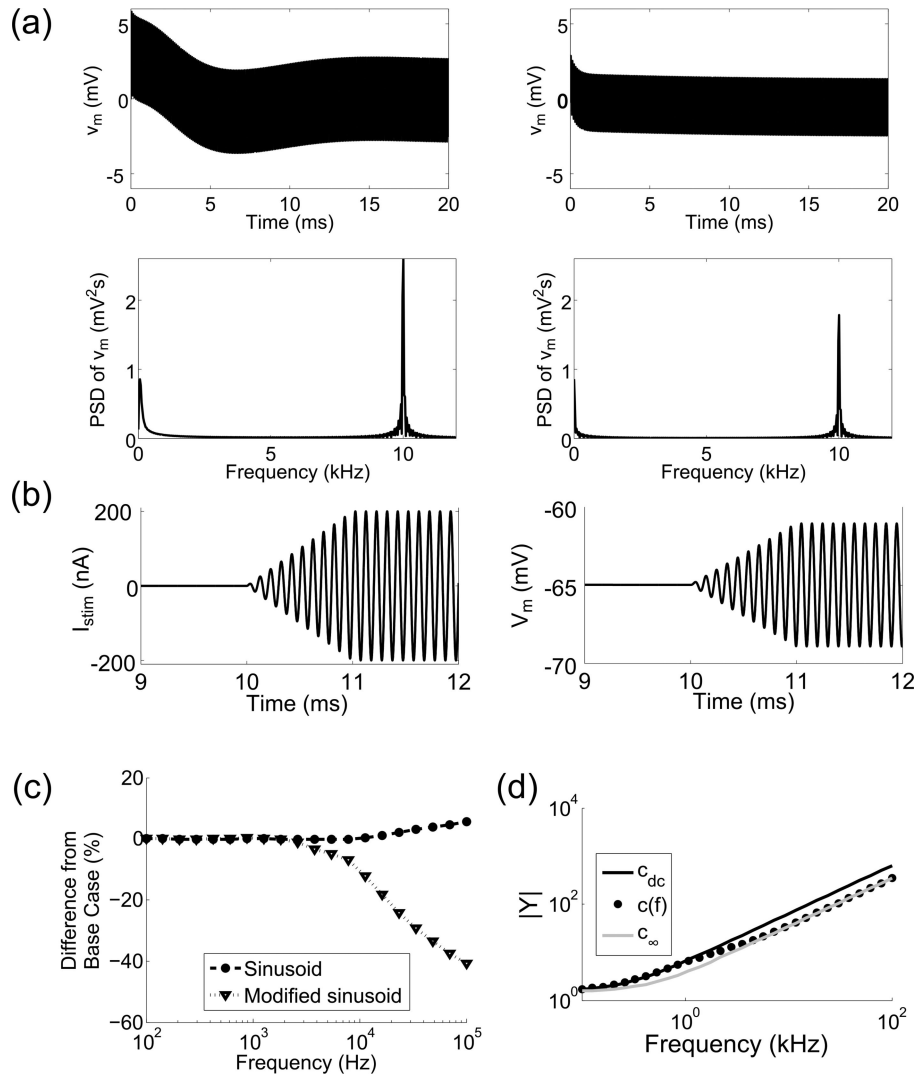 (a)
5
0
-5
v_m (mV)
0 5 10 15 20
Time (ms)
5
0
-5
v_m (mV)
0 5 10 15 20
Time (ms)
2
1
0
PSD of v_m (mV²s)
0 5 10
Frequency (kHz)
2
1
0
PSD of v_m (mV²s)
0 5 10
Frequency (kHz)
(b)
200
0
-200
I_stim (nA)
9 10 11 12
Time (ms)
-60
-65
-70
V_m (mV)
9 10 11 12
Time (ms)
(c)
20
0
−20
−40
−60
Difference from
Base Case (%)
Sinusoid
Modified sinusoid
10² 10³ 10⁴ 10⁵
Frequency (Hz)
(d)
10⁴
10²
10⁰
|Y|
c_dc
c(f)
c_∞
10⁰ 10²
Frequency (kHz)